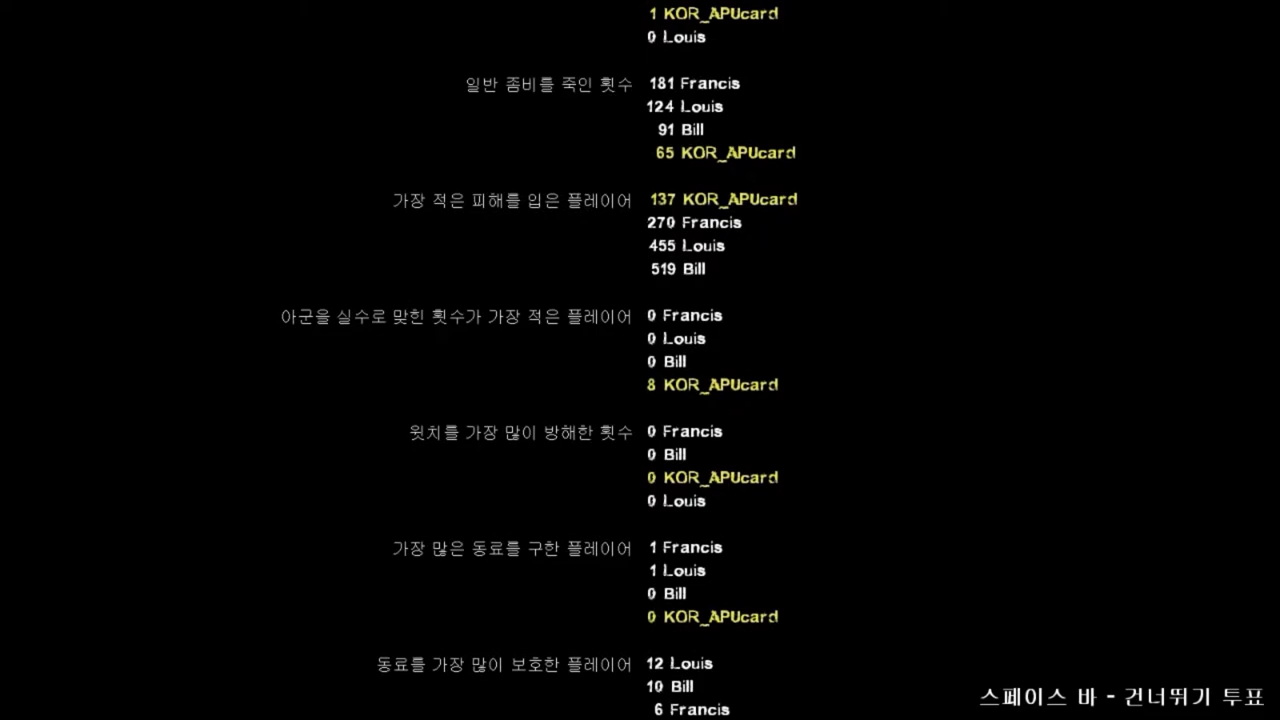 1 KOR_APUcard
0 Louis
일반 좀비를 죽인 횟수 181 Francis
124 Louis
91 Bill
65 KOR_APUcard
가장 적은 피해를 입은 플레이어 137 KOR_APUcard
270 Francis
455 Louis
519 Bill
아군을 실수로 맞힌 횟수가 가장 적은 플레이어 0 Francis
0 Louis
0 Bill
8 KOR_APUcard
윗치를 가장 많이 방해한 횟수 0 Francis
0 Bill
0 KOR_APUcard
0 Louis
가장 많은 동료를 구한 플레이어 1 Francis
1 Louis
0 Bill
0 KOR_APUcard
동료를 가장 많이 보호한 플레이어 12 Louis
10 Bill
6 Francis
스페이스 바 - 건너뛰기 투표